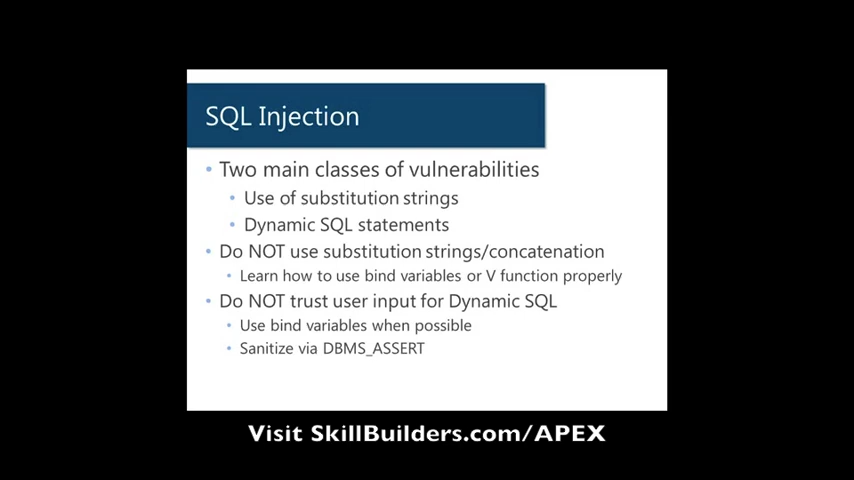 SQL Injection
• Two main classes of vulnerabilities
• Use of substitution strings
• Dynamic SQL statements
• Do NOT use substitution strings/concatenation
• Learn how to use bind variables or V function properly
• Do NOT trust user input for Dynamic SQL
• Use bind variables when possible
• Sanitize via DBMS_ASSERT
Visit SkillBuilders.com/APEX